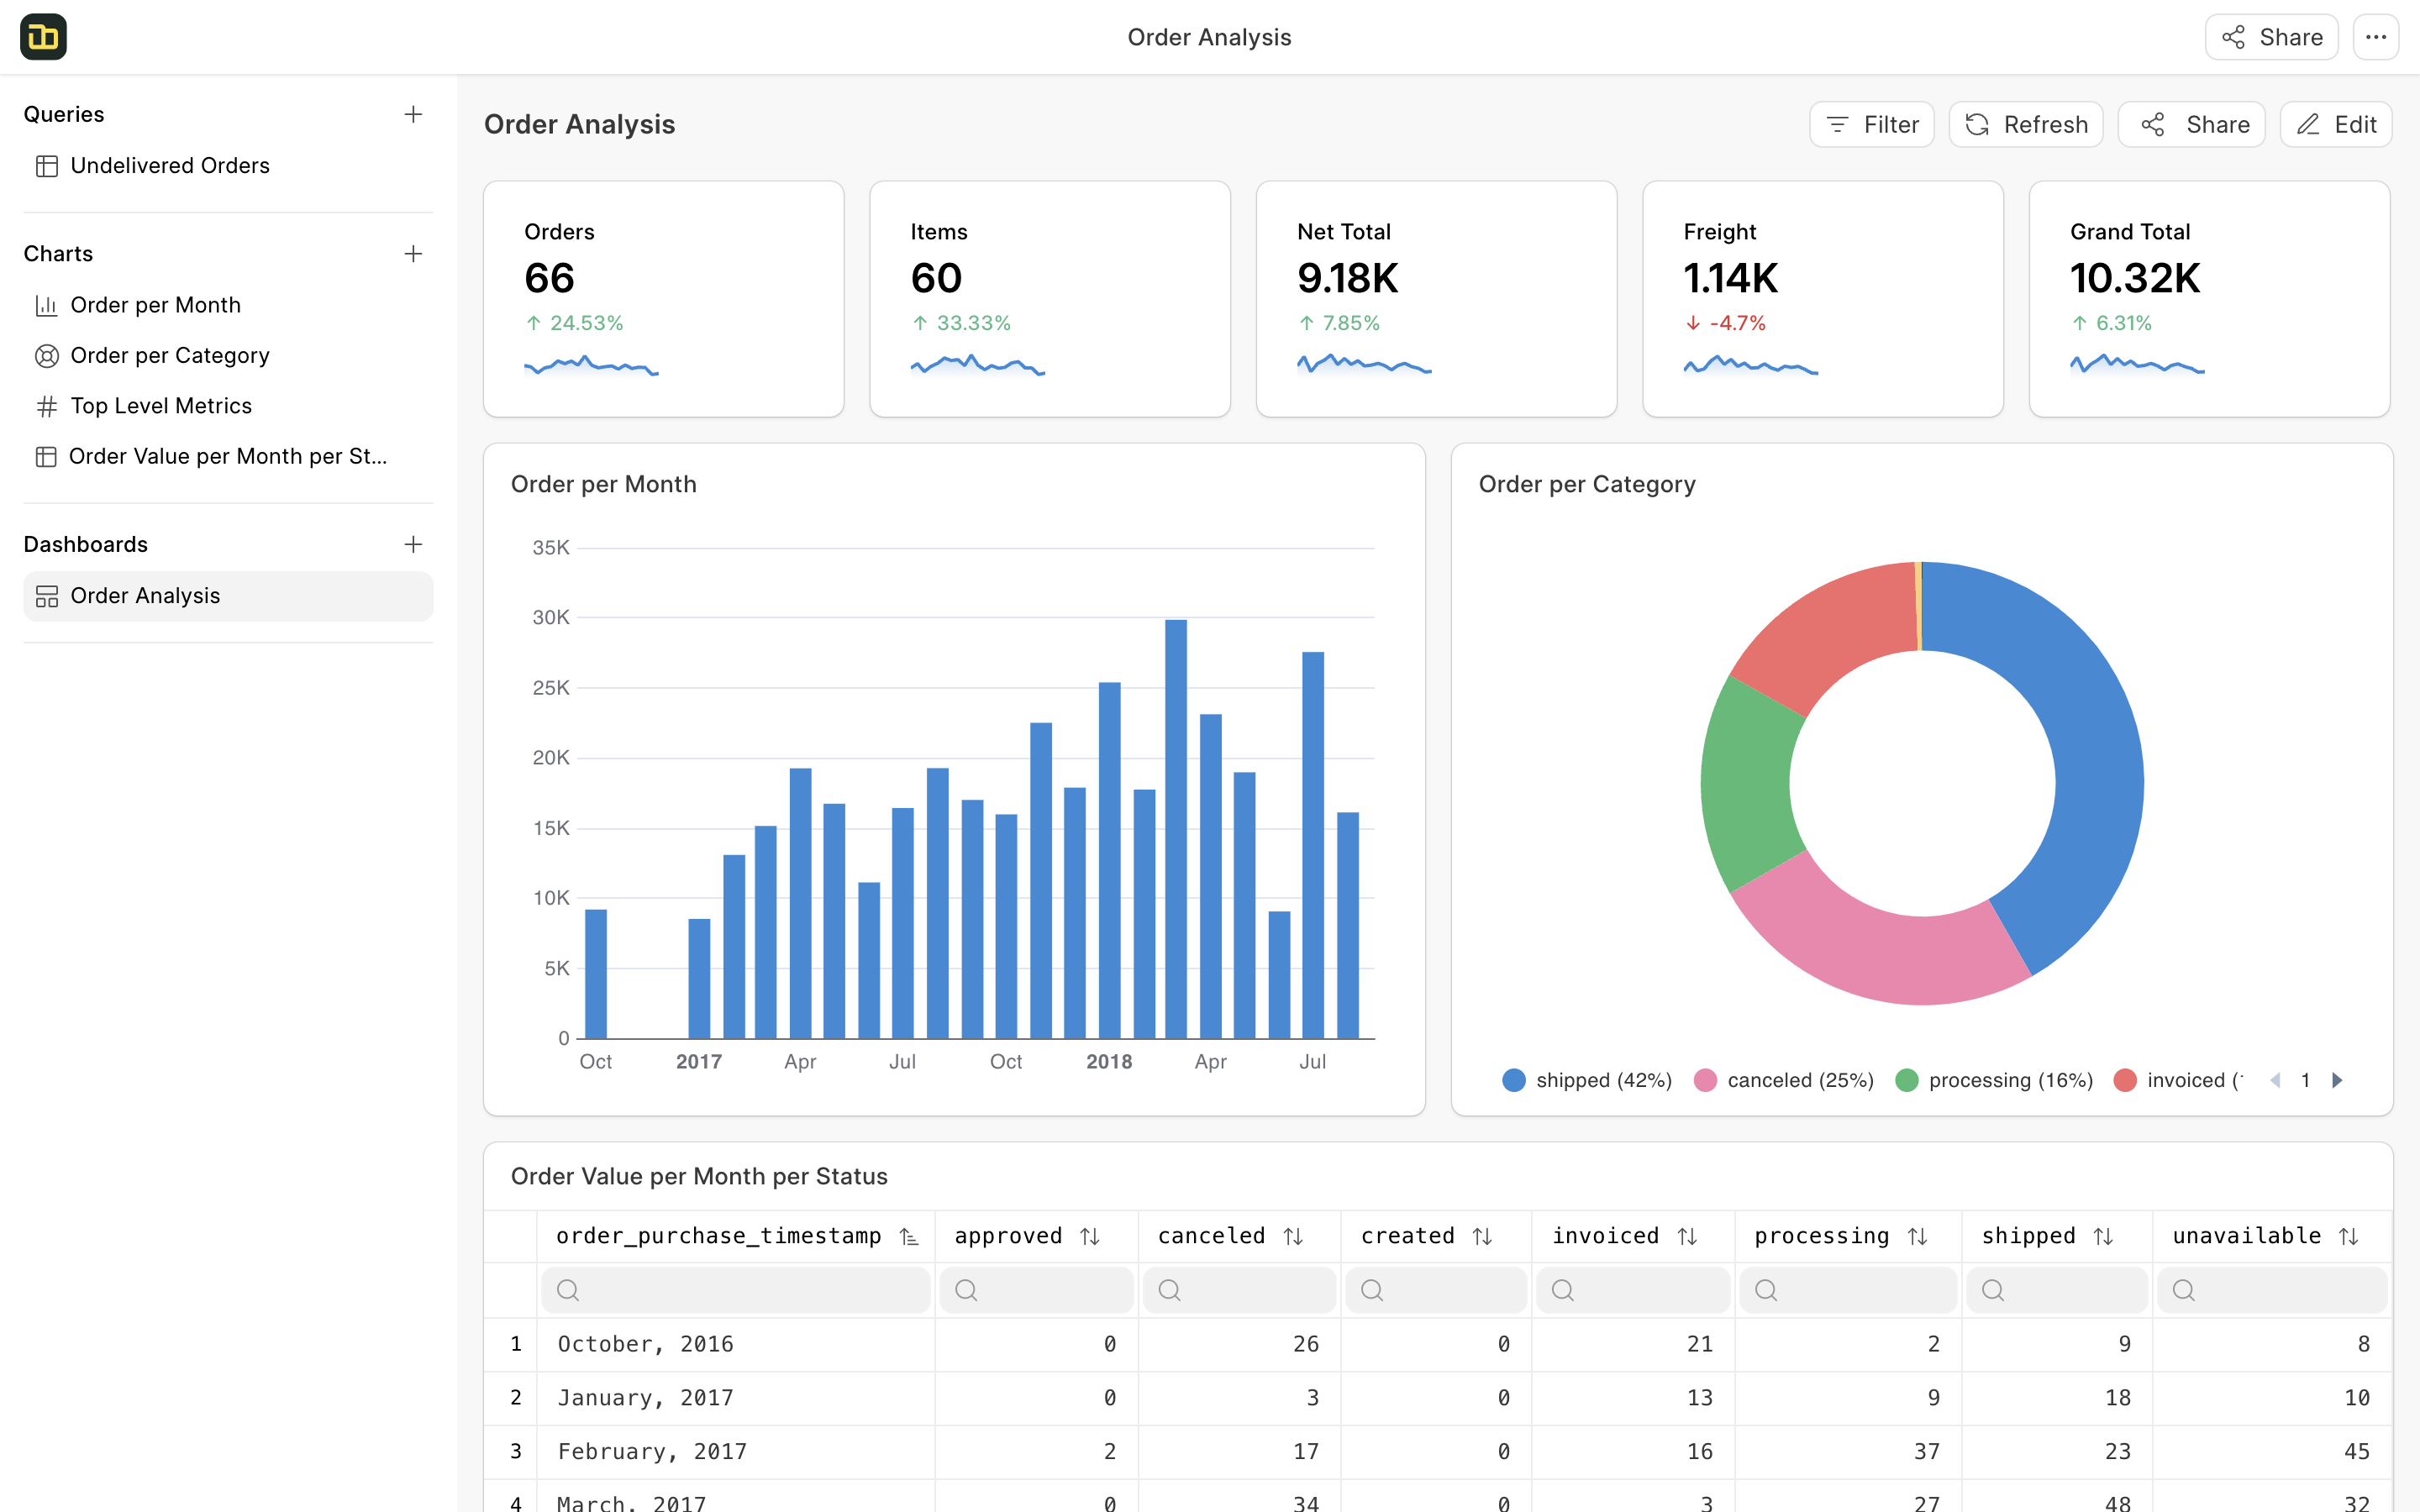 Order Analysis
Share
Queries
Undelivered Orders
Charts
Order per Month
Order per Category
Top Level Metrics
Order Value per Month per St...
Dashboards
Order Analysis
Order Analysis
Filter
Refresh
Share
Edit
Orders
66
24.53%
Items
60
33.33%
Net Total
9.18K
7.85%
Freight
1.14K
-4.7%
Grand Total
10.32K
6.31%
Order per Month
35K
30K
25K
20K
15K
10K
5K
0
Oct 2017 Apr Jul Oct 2018 Apr Jul
Order per Category
shipped (42%) canceled (25%) processing (16%) invoiced ( 1
Order Value per Month per Status
order_purchase_timestamp approved canceled created invoiced processing shipped unavailable
1 October, 2016 0 26 0 21 2 9 8
2 January, 2017 0 3 0 13 9 18 10
3 February, 2017 2 17 0 16 37 23 45
4 March, 2017 0 34 0 3 27 48 32